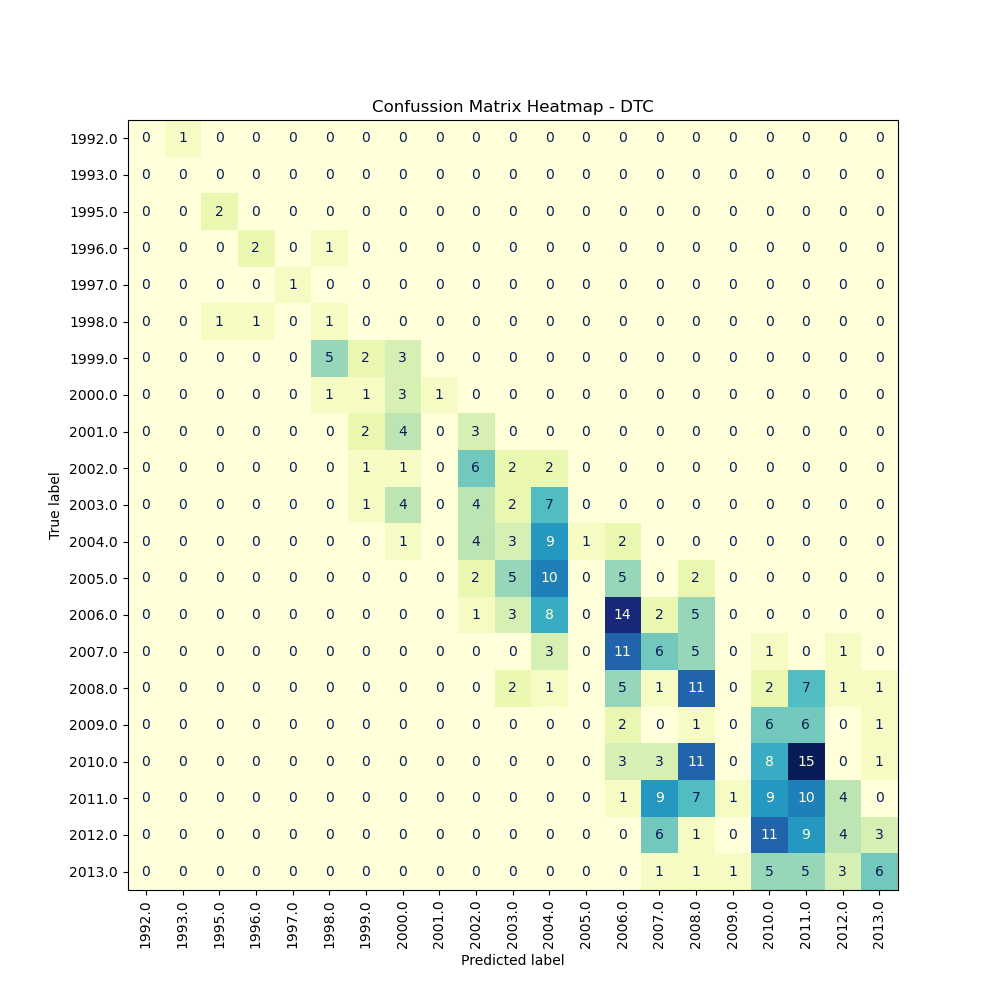 Confussion Matrix Heatmap - DTC
1992.0 0 1 0 0 0 0 0 0 0 0 0 0 0 0 0 0 0 0 0 0 0
1993.0 0 0 0 0 0 0 0 0 0 0 0 0 0 0 0 0 0 0 0 0 0
1995.0 0 0 2 0 0 0 0 0 0 0 0 0 0 0 0 0 0 0 0 0 0
1996.0 0 0 0 2 0 1 0 0 0 0 0 0 0 0 0 0 0 0 0 0 0
1997.0 0 0 0 0 1 0 0 0 0 0 0 0 0 0 0 0 0 0 0 0 0
1998.0 0 0 1 1 0 1 0 0 0 0 0 0 0 0 0 0 0 0 0 0 0
1999.0 0 0 0 0 0 5 2 3 0 0 0 0 0 0 0 0 0 0 0 0 0
2000.0 0 0 0 0 0 1 1 3 1 0 0 0 0 0 0 0 0 0 0 0 0
2001.0 0 0 0 0 0 0 2 4 0 3 0 0 0 0 0 0 0 0 0 0 0
2002.0 0 0 0 0 0 0 1 1 0 6 2 2 0 0 0 0 0 0 0 0 0
2003.0 0 0 0 0 0 0 1 4 0 4 2 7 0 0 0 0 0 0 0 0 0
2004.0 0 0 0 0 0 0 0 1 0 4 3 9 1 2 0 0 0 0 0 0 0
2005.0 0 0 0 0 0 0 0 0 0 2 5 10 0 5 0 2 0 0 0 0 0
2006.0 0 0 0 0 0 0 0 0 0 1 3 8 0 14 2 5 0 0 0 0 0
2007.0 0 0 0 0 0 0 0 0 0 0 0 3 0 11 6 5 0 1 0 1 0
2008.0 0 0 0 0 0 0 0 0 0 0 2 1 0 5 1 11 0 2 7 1 1
2009.0 0 0 0 0 0 0 0 0 0 0 0 0 0 2 0 1 0 6 6 0 1
2010.0 0 0 0 0 0 0 0 0 0 0 0 0 0 3 3 11 0 8 15 0 1
2011.0 0 0 0 0 0 0 0 0 0 0 0 0 0 1 9 7 1 9 10 4 0
2012.0 0 0 0 0 0 0 0 0 0 0 0 0 0 0 6 1 0 11 9 4 3
2013.0 0 0 0 0 0 0 0 0 0 0 0 0 0 0 1 1 1 5 5 3 6
True label
1992.0 1993.0 1995.0 1996.0 1997.0 1998.0 1999.0 2000.0 2001.0 2002.0 2003.0 2004.0 2005.0 2006.0 2007.0 2008.0 2009.0 2010.0 2011.0 2012.0 2013.0
Predicted label